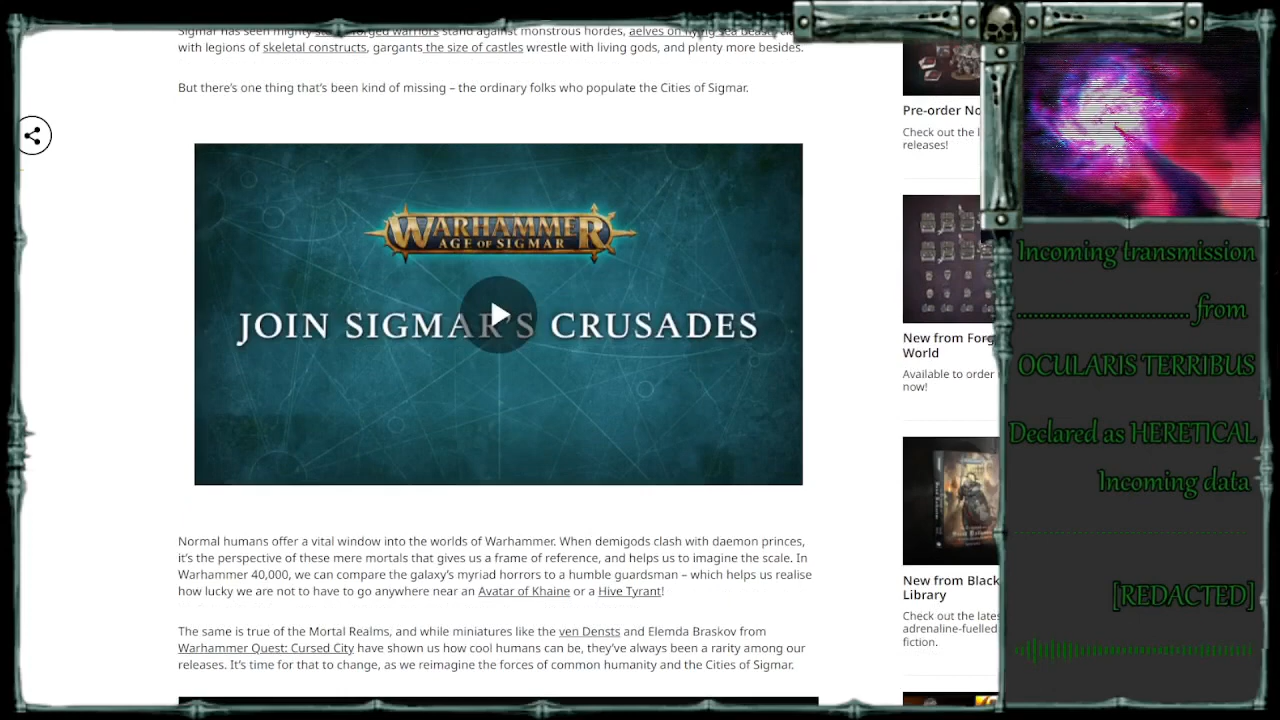 Sigmar has seen mighty warriors stand against monstrous hordes, aelves on
with legions of skeletal constructs, gargants the size of castles wrestle with living gods, and plenty more besides.
But there's one thing that's been kind of missing – the ordinary folks who populate the Cities of Sigmar.
WARHAMMER
AGE OF SIGMAR
JOIN SIGMAR'S CRUSADES
Normal humans offer a vital window into the worlds of Warhammer. When demigods clash with daemon princes,
it's the perspective of these mere mortals that gives us a frame of reference, and helps us to imagine the scale. In
Warhammer 40,000, we can compare the galaxy's myriad horrors to a humble guardsman – which helps us realise
how lucky we are not to have to go anywhere near an Avatar of Khaine or a Hive Tyrant!
The same is true of the Mortal Realms, and while miniatures like the ven Densts and Elemda Braskov from
Warhammer Quest: Cursed City have shown us how cool humans can be, they've always been a rarity among our
releases. It's time for that to change, as we reimagine the forces of common humanity and the Cities of Sigmar.
Pre-order No
Check out the l
releases!
New from Forg
World
Available to order
now!
New from Black
Library
Check out the lates
adrenaline-fuelled
fiction.
Incoming transmission
................................ from
OCULARIS TERRIBUS
Declared as HERETICAL
Incoming data
[REDACTED]